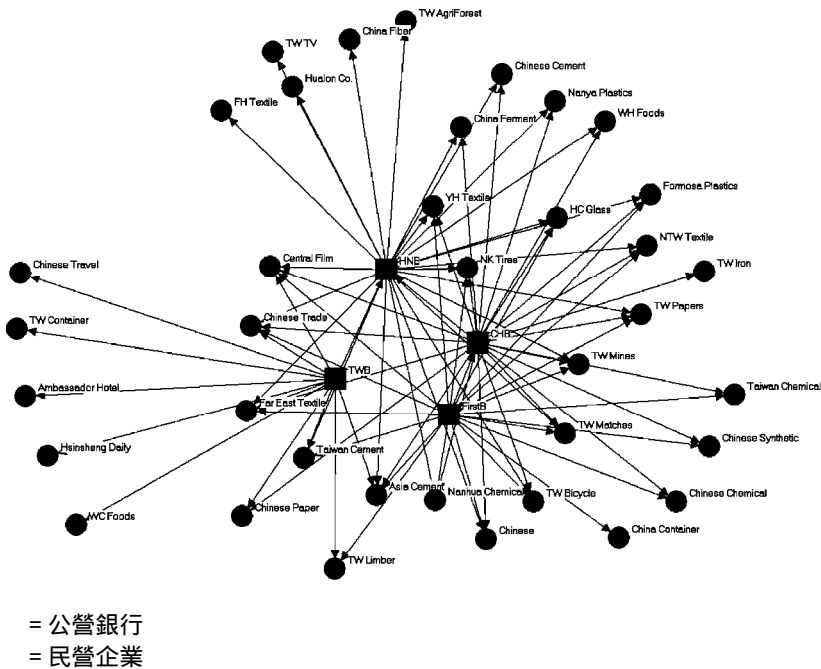 TW AgriForest
China Fiber
TW TV
Hualon Co.
Chinese Cement
Nanya Plastics
FH Textile
China Ferment
WH Foods
Formosa Plastics
YH Textile
HC Glass
NTW Textile
Central Film
HNB
NK Tires
TW Iron
Chinese Travel
TW Papers
Chinese Trade
TW Container
CHB
TW Mines
TWB
Ambassador Hotel
Taiwan Chemical
Far East Textile
FirstB
TW Matches
Chinese Synthetic
Hsinsheng Daily
Taiwan Cement
Asia Cement
Nanhua Chemical
TW Bicycle
Chinese Chemical
WC Foods
Chinese Paper
Chinese
China Container
TW Limber
= 公營銀行
= 民營企業